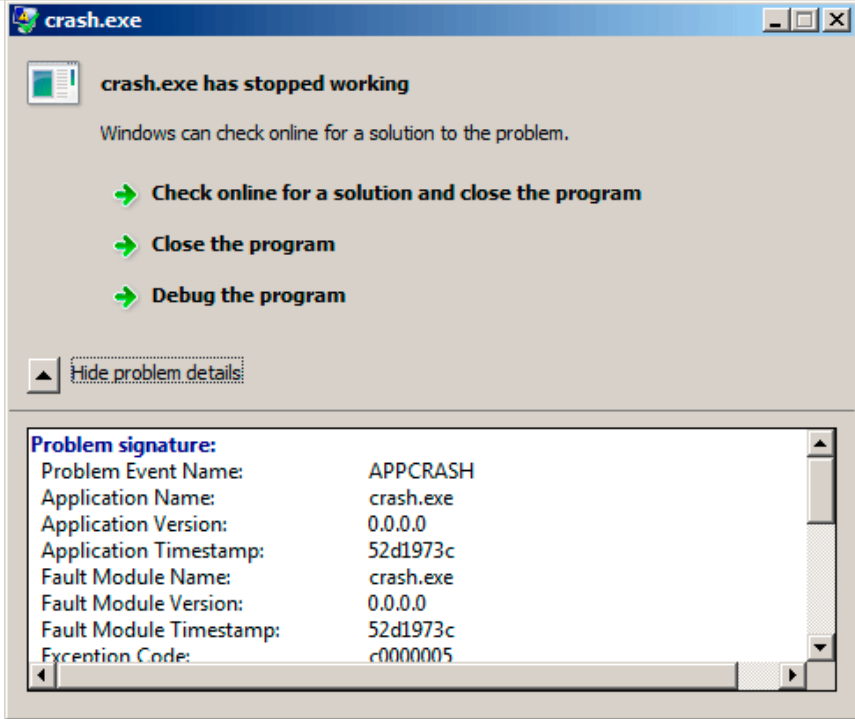 crash.exe
crash.exe has stopped working
Windows can check online for a solution to the problem.
Check online for a solution and close the program
Close the program
Debug the program
Hide problem details
Problem signature:
Problem Event Name: APPCRASH
Application Name: crash.exe
Application Version: 0.0.0.0
Application Timestamp: 52d1973c
Fault Module Name: crash.exe
Fault Module Version: 0.0.0.0
Fault Module Timestamp: 52d1973c
Exception Code: c0000005